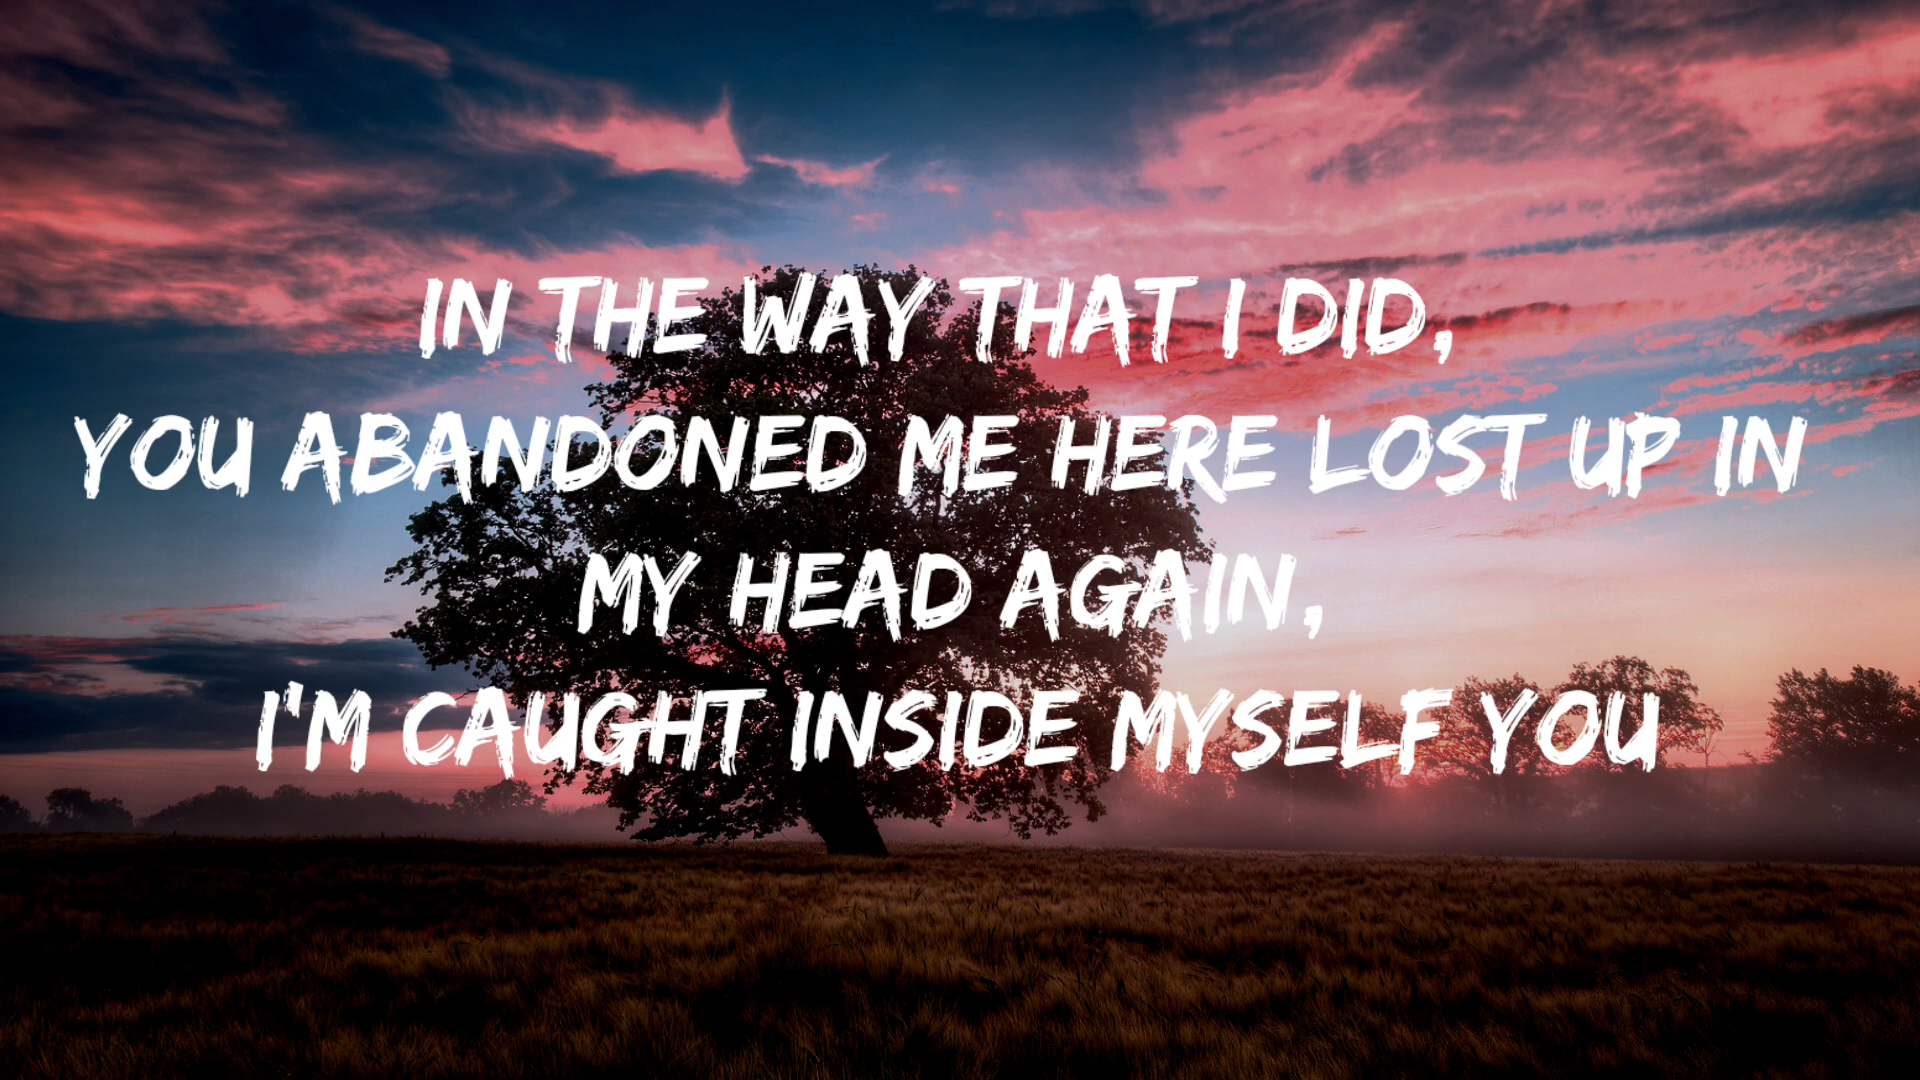 IN THE WAY THAT I DID,
YOU ABANDONED ME HERE LOST UP IN
MY HEAD AGAIN,
I'M CAUGHT INSIDE MYSELF YOU